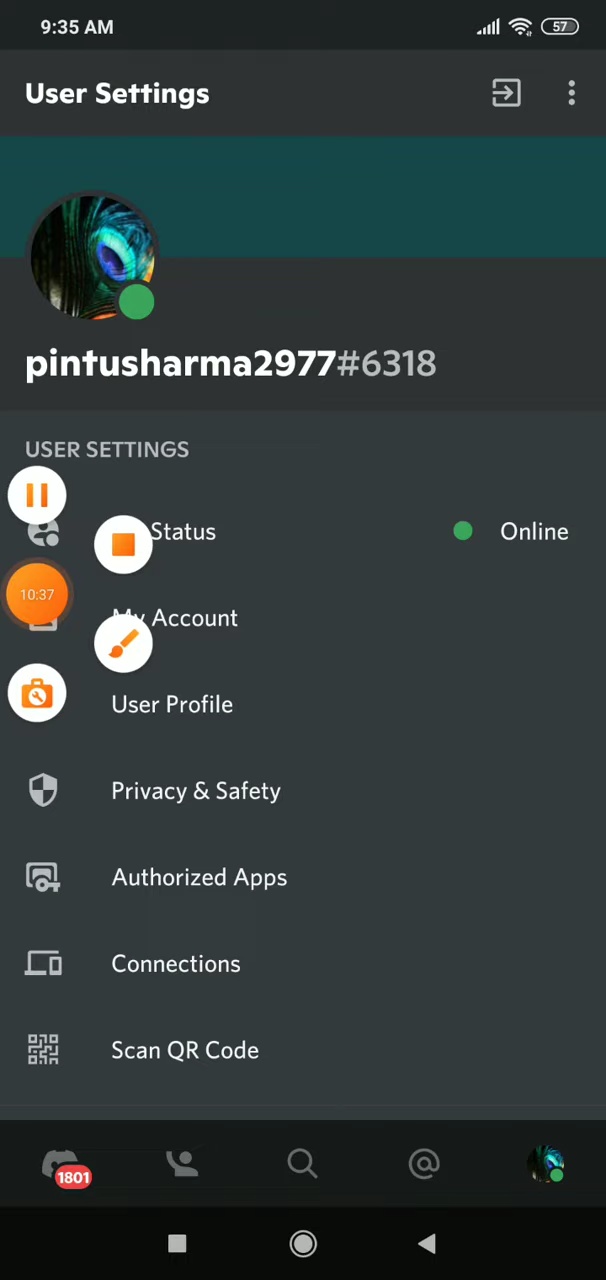 9:35 AM
57
User Settings
pintusharma2977#6318
USER SETTINGS
Status
Online
10:37
My Account
User Profile
Privacy & Safety
Authorized Apps
Connections
Scan QR Code
1801
@